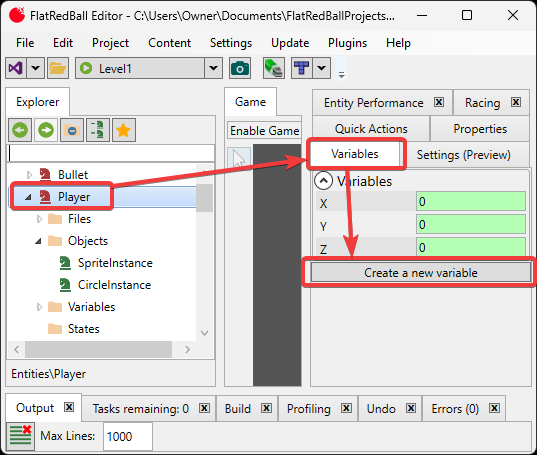 FlatRedBall Editor - C:\Users\Owner\Documents\FlatRedBallProjects...
File Edit Project Content Settings Update Plugins Help
Level1
Explorer
Game
Entity Performance
Racing
Enable Game
Quick Actions
Properties
Variables
Settings (Preview)
Bullet
Player
Files
Objects
SpriteInstance
CircleInstance
Variables
States
Variables
X 0
Y 0
Z 0
Create a new variable
Entities\Player
Output Tasks remaining: 0 Build Profiling Undo Errors (0)
Max Lines: 1000